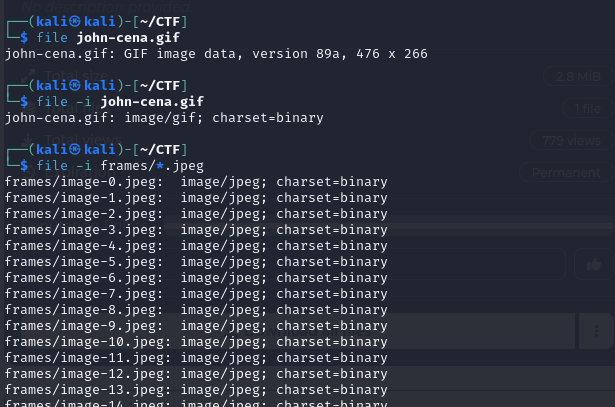 No description provided.
┌──(kali㉿kali)-[~/CTF]
└─$ file john-cena.gif
john-cena.gif: GIF image data, version 89a, 476 x 266
Total size
2.8 MiB
┌──(kali㉿kali)-[~/CTF]
└─$ file -i john-cena.gif
1 file
john-cena.gif: image/gif; charset=binary
Total views
779 views
┌──(kali㉿kali)-[~/CTF]
└─$ file -i frames/*.jpeg
Permanent
frames/image-0.jpeg:  image/jpeg; charset=binary
frames/image-1.jpeg:  image/jpeg; charset=binary
frames/image-2.jpeg:  image/jpeg; charset=binary
frames/image-3.jpeg:  image/jpeg; charset=binary
frames/image-4.jpeg:  image/jpeg; charset=binary
frames/image-5.jpeg:  image/jpeg; charset=binary
frames/image-6.jpeg:  image/jpeg; charset=binary
frames/image-7.jpeg:  image/jpeg; charset=binary
frames/image-8.jpeg:  image/jpeg; charset=binary
frames/image-9.jpeg:  image/jpeg; charset=binary
frames/image-10.jpeg: image/jpeg; charset=binary
frames/image-11.jpeg: image/jpeg; charset=binary
frames/image-12.jpeg: image/jpeg; charset=binary
frames/image-13.jpeg: image/jpeg; charset=binary
frames/image-14.jpeg: image/jpeg; charset=binary